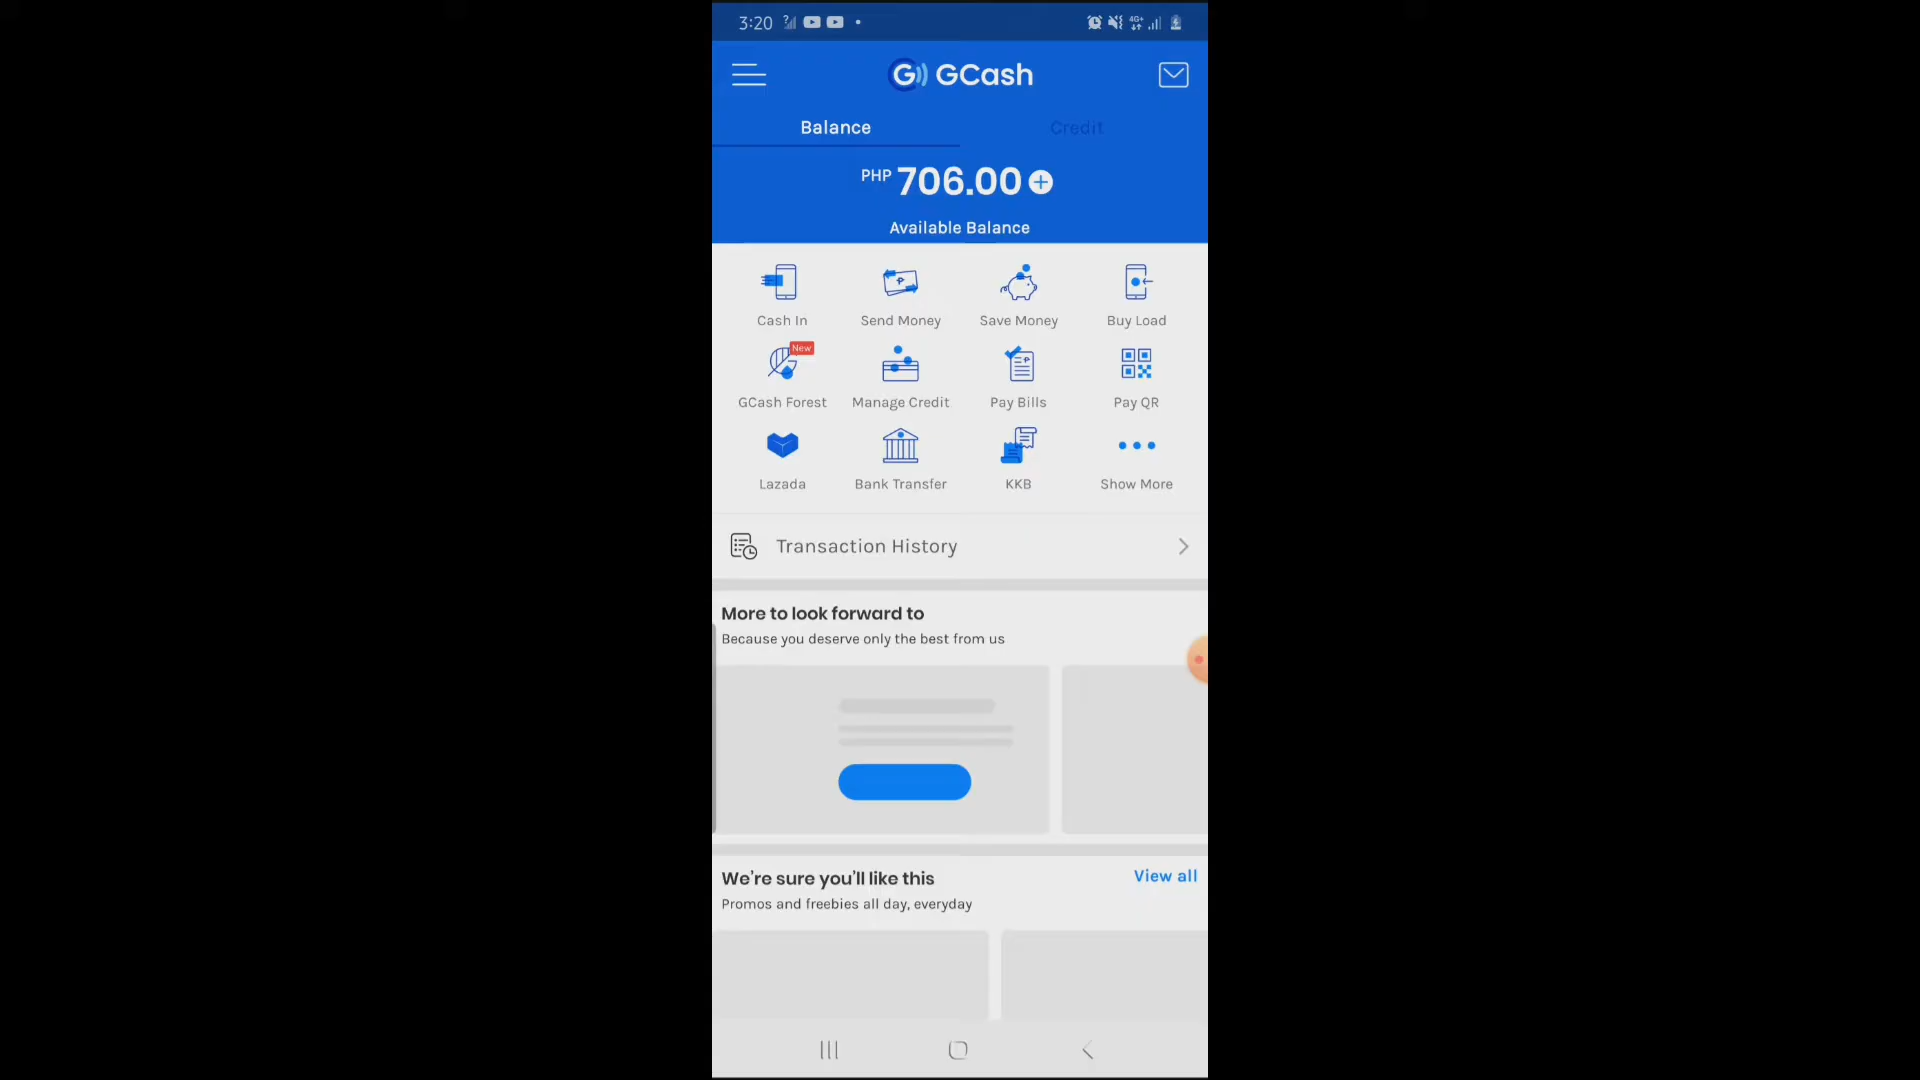 3:20
4G+
GCash
Balance
Credit
PHP 706.00
Available Balance
Cash In
Send Money
Save Money
Buy Load
New
GCash Forest
Manage Credit
Pay Bills
Pay QR
Lazada
Bank Transfer
KKB
Show More
Transaction History
More to look forward to
Because you deserve only the best from us
We're sure you'll like this
View all
Promos and freebies all day, everyday